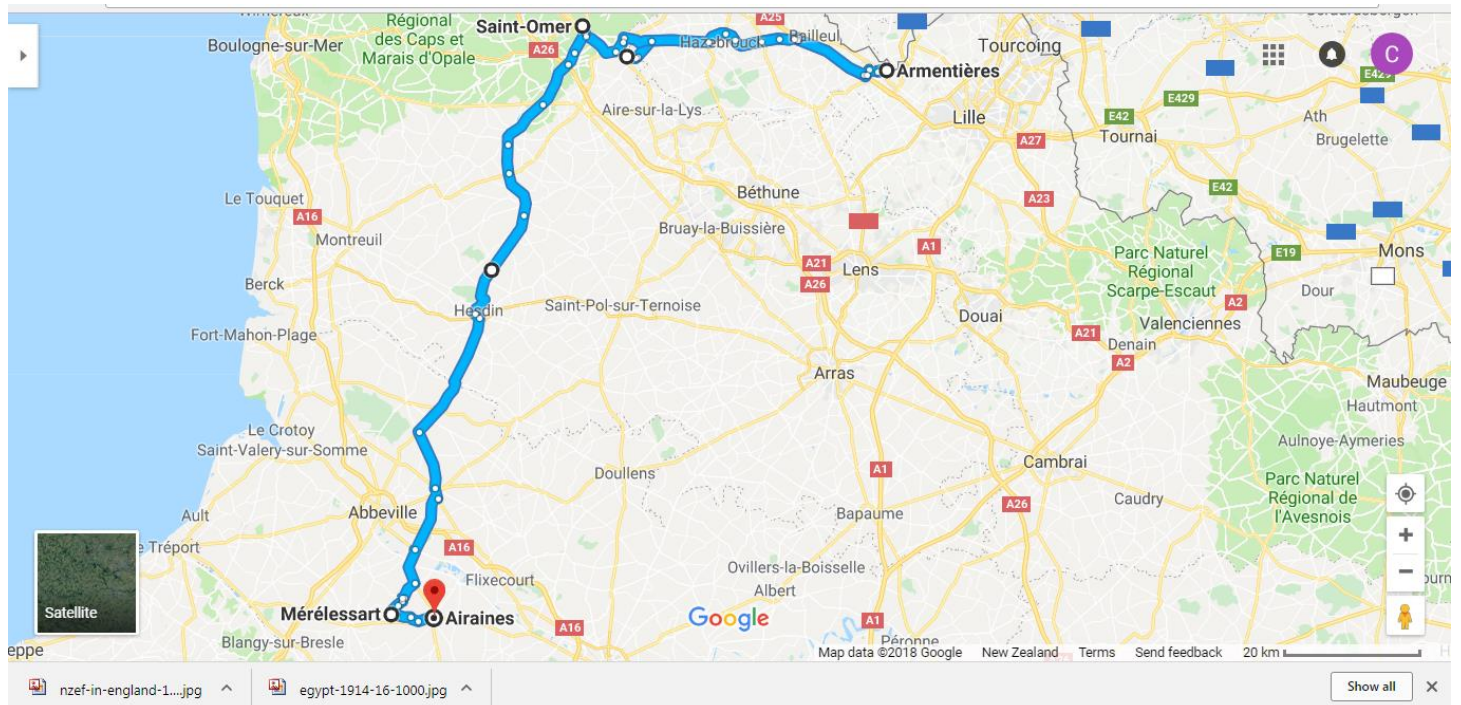 Régional
des Caps et
Marais d'Opale
Saint-Omer
A26
A25
Boulogne-sur-Mer
Hazebrouck
Bailleul
Tourcoing
C
E429
Armentières
Aire-sur-la-Lys
Lille
E42
E429
Tournai
Ath
Brugelette
A27
Le Touquet
A16
Montreuil
Béthune
Bruay-la-Buissière
A23
E42
A1
A21
A26
Lens
Parc Naturel
Régional
Scarpe-Escaut
E19
Mons
Dour
Berck
Hesdin
Saint-Pol-sur-Ternoise
Douai
A2
A21
Valenciennes
Denain
A2
Fort-Mahon-Plage
Arras
Maubeuge
Hautmont
Le Crotoy
Saint-Valery-sur-Somme
Aulnoye-Aymeries
Doullens
A1
Cambrai
A26
Caudry
Parc Naturel
Régional de
l'Avesnois
Ault
Abbeville
Bapaume
Tréport
A16
Flixecourt
Ovillers-la-Boisselle
Albert
Satellite
Mérélessart
Airaines
A16
Google
A1
Péronne
Blangy-sur-Bresle
eppe
Map data ©2018 Google New Zealand Terms Send feedback 20 km
nzef-in-england-1....jpg egypt-1914-16-1000.jpg Show all